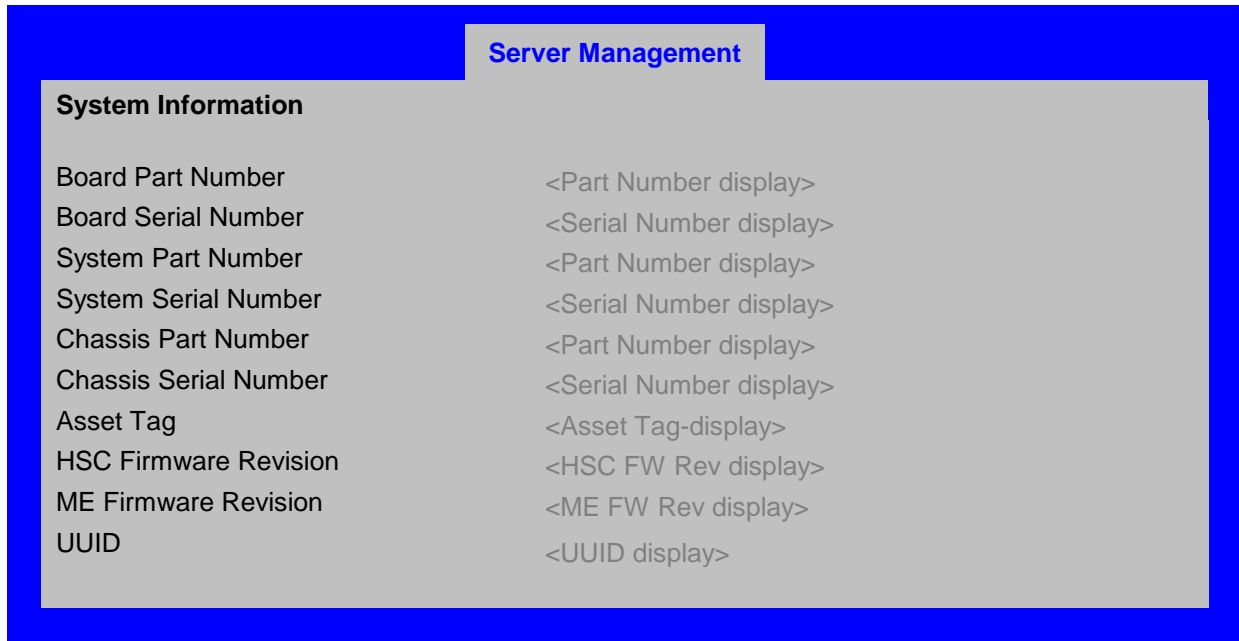 Server Management
System Information
Board Part Number <Part Number display>
Board Serial Number <Serial Number display>
System Part Number <Part Number display>
System Serial Number <Serial Number display>
Chassis Part Number <Part Number display>
Chassis Serial Number <Serial Number display>
Asset Tag <Asset Tag-display>
HSC Firmware Revision <HSC FW Rev display>
ME Firmware Revision <ME FW Rev display>
UUID <UUID display>